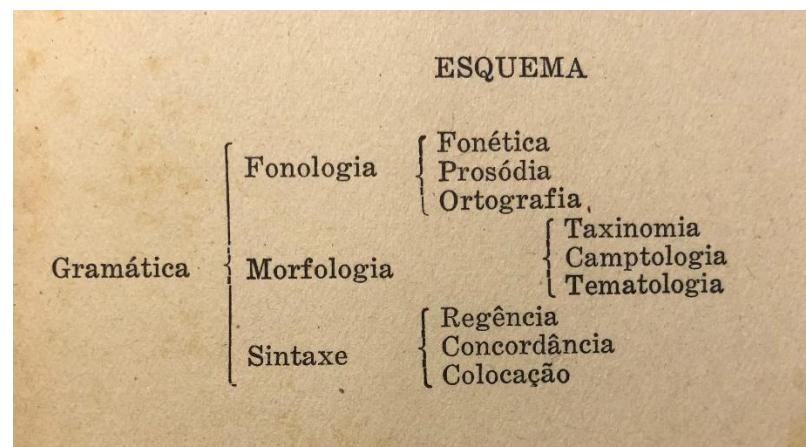 ESQUEMA
Fonética
Fonologia Prosódia
Ortografia
Taxinomia
Gramática Morfologia Camptologia
Tematologia
Regência
Sintaxe Concordância
Colocação